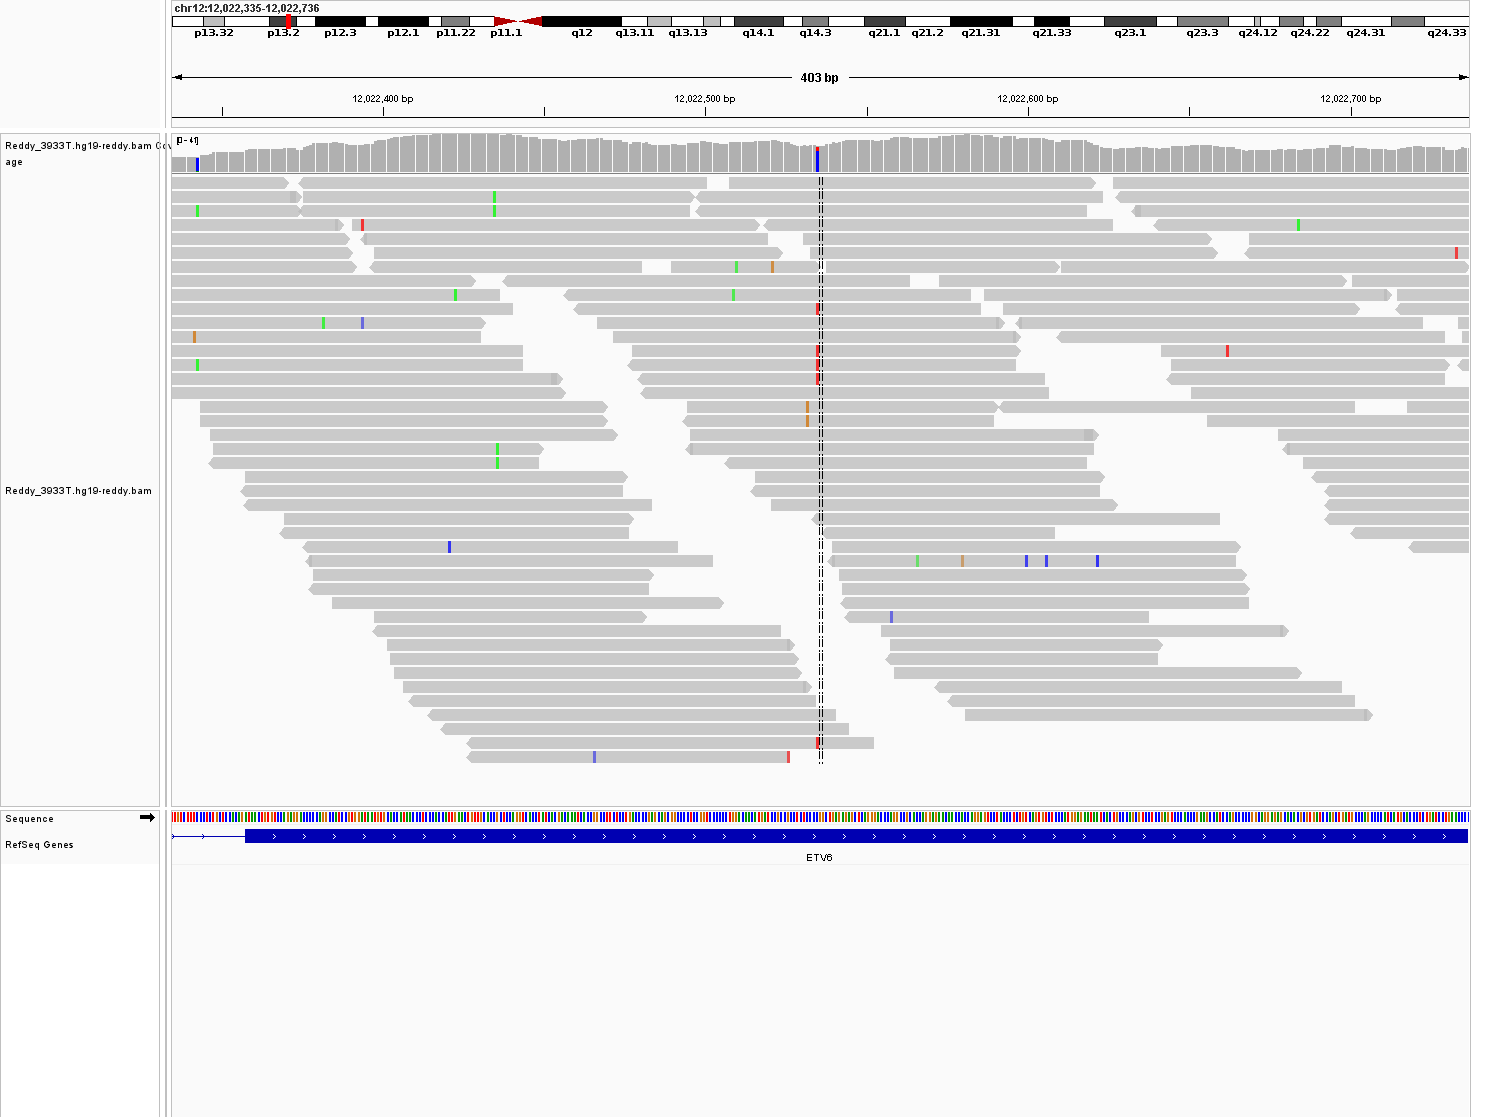 chr12:12,022,335-12,022,736
p13.32 p13.2 p12.3 p12.1 p11.22 p11.1 q12 q13.11 q13.13 q14.1 q14.3 q21.1 q21.2 q21.31 q21.33 q23.1 q23.3 q24.12 q24.22 q24.31 q24.33
403 bp
12,022,400 bp 12,022,500 bp 12,022,600 bp 12,022,700 bp
[0 - 41]
Reddy_3933T.hg19-reddy.bam Cov
age
Reddy_3933T.hg19-reddy.bam
Sequence
RefSeq Genes
ETV6